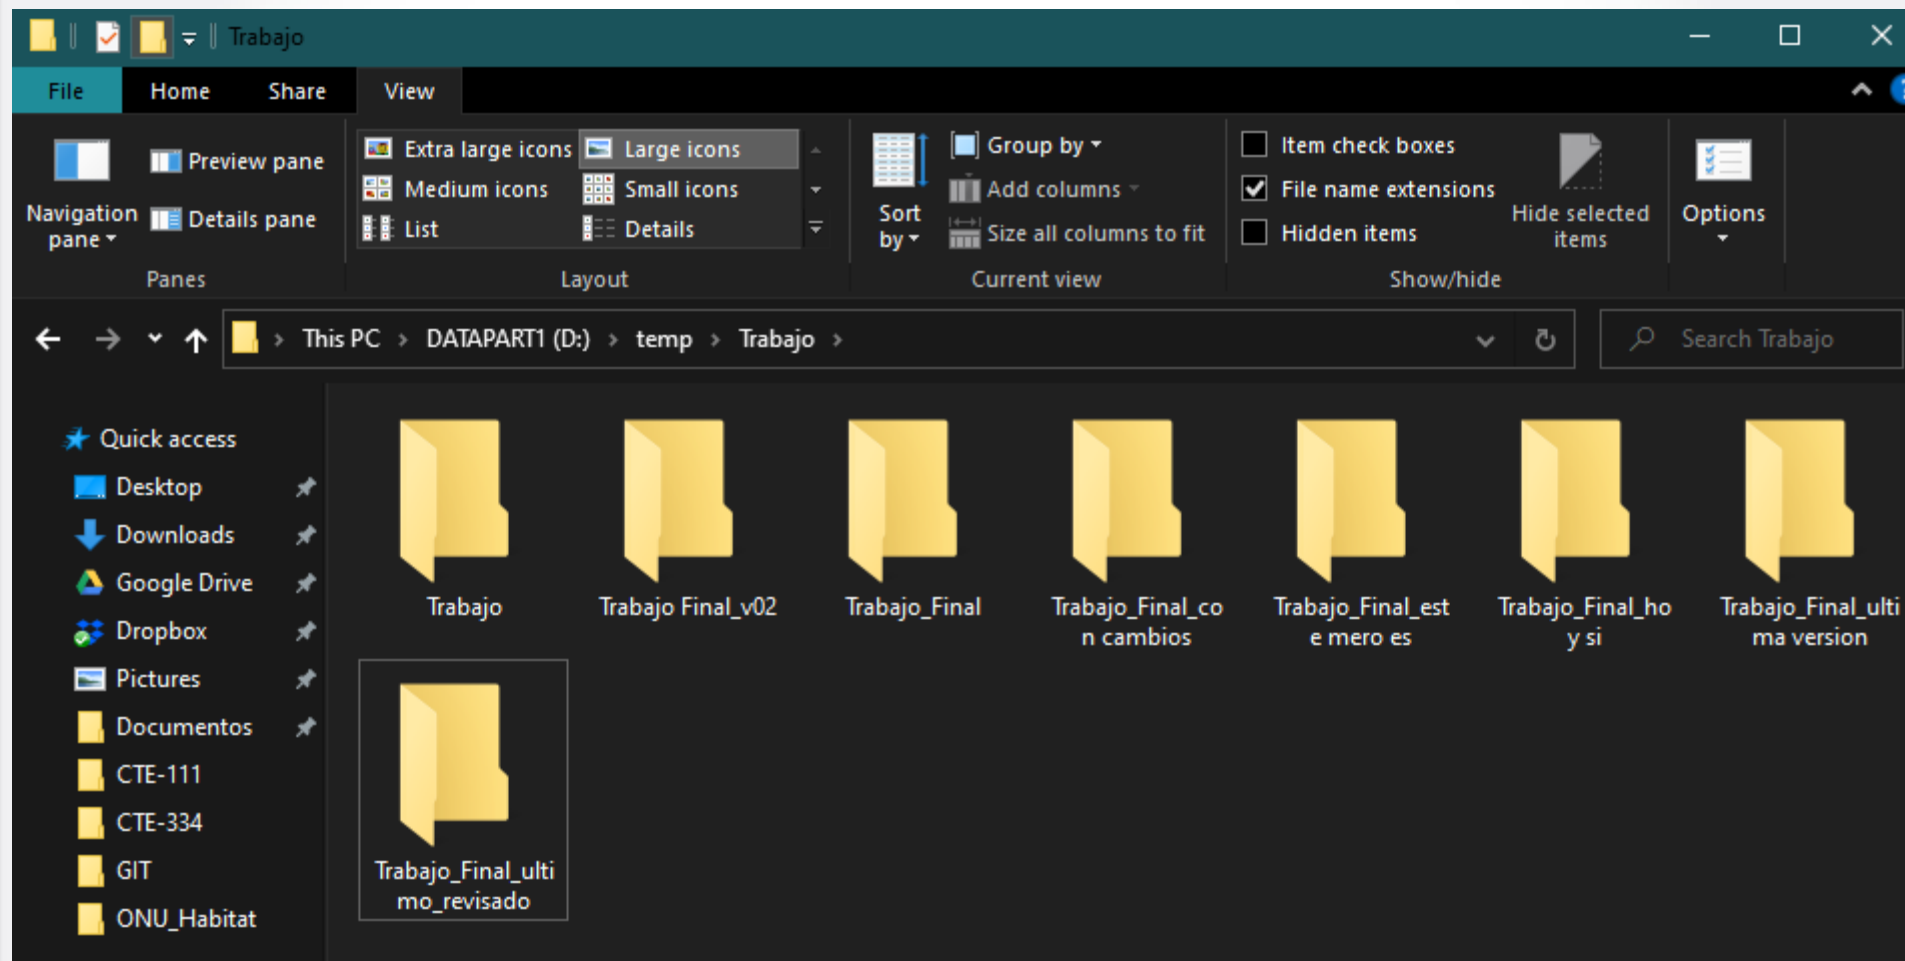 Trabajo
File Home Share View
Preview pane
Details pane
Navigation
pane
Panes
Extra large icons Large icons
Medium icons Small icons
List Details
Layout
Sort
by
Group by
Add columns
Size all columns to fit
Current view
Item check boxes
File name extensions
Hidden items
Hide selected
items
Show/hide
Options
This PC > DATAPART1 (D:) > temp > Trabajo >
Search Trabajo
Quick access
Desktop
Downloads
Google Drive
Dropbox
Pictures
Documentos
CTE-111
CTE-334
GIT
ONU_Habitat
Trabajo
Trabajo Final_v02
Trabajo_Final
Trabajo_Final_co
n cambios
Trabajo_Final_est
e mero es
Trabajo_Final_ho
y si
Trabajo_Final_ulti
ma version
Trabajo_Final_ulti
mo_revisado